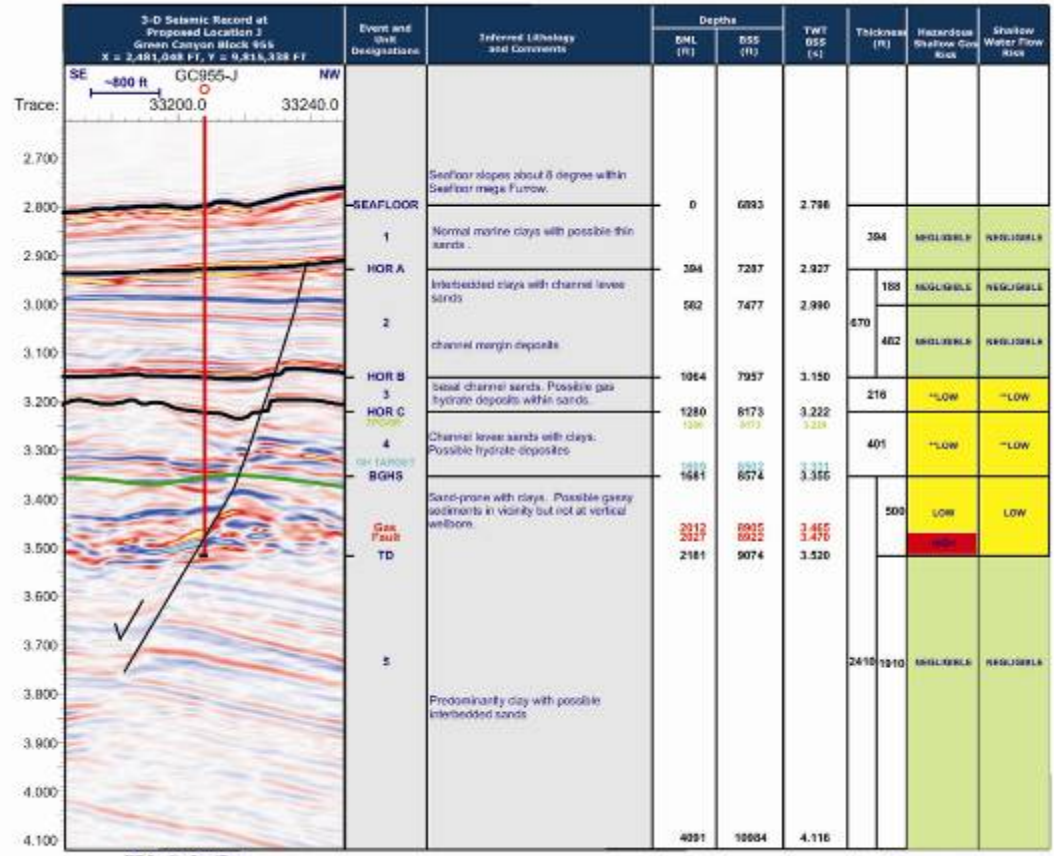 3-D Seismic Record at
Proposed Location J
Green Canyon Block 955
X = 2,481,048 FT, Y = 9,815,338 FT
Event and
Unit
Designations
Inferred Lithology
and Comments
Depths
BML
(ft)
BSS
(ft)
TWT
BSS
(s)
Thickness
(ft)
Hazardous
Shallow Gas
Risk
Shallow
Water Flow
Risk
SE
~800 ft
GC955-J
NW
Trace:
33200.0
33240.0
2.700
2.800
2.900
3.000
3.100
3.200
3.300
3.400
3.500
3.600
3.700
3.800
3.900
4.000
4.100
Seafloor slopes about 8 degree within
Seafloor mega Furrow.
SEAFLOOR
0 6893 2.798
1
Normal marine clays with possible thin
sands .
394
NEGLIGIBLE NEGLIGIBLE
HOR A
394 7287 2.927
Interbedded clays with channel levee
sands
188
NEGLIGIBLE NEGLIGIBLE
582 7477 2.990
2
670
channel margin deposits
482
NEGLIGIBLE NEGLIGIBLE
HOR B
1064 7957 3.150
3
basal channel sands. Possible gas
hydrate deposits within sands.
216
**LOW **LOW
HOR C
1280 8173 3.222
4
Channel levee sands with clays.
Possible hydrate deposites
401
**LOW **LOW
GH TARGET
BGHS
1681 8574 3.355
Sand-prone with clays. Possible gassy
sediments in vicinity but not at vertical
wellbore.
500
LOW LOW
Gas
2012 8905 3.465
Fault
2027 8922 3.470
TD
2181 9074 3.520
5
2410 1910
NEGLIGIBLE NEGLIGIBLE
Predominantly clay with possible
interbedded sands
4091 10984 4.116